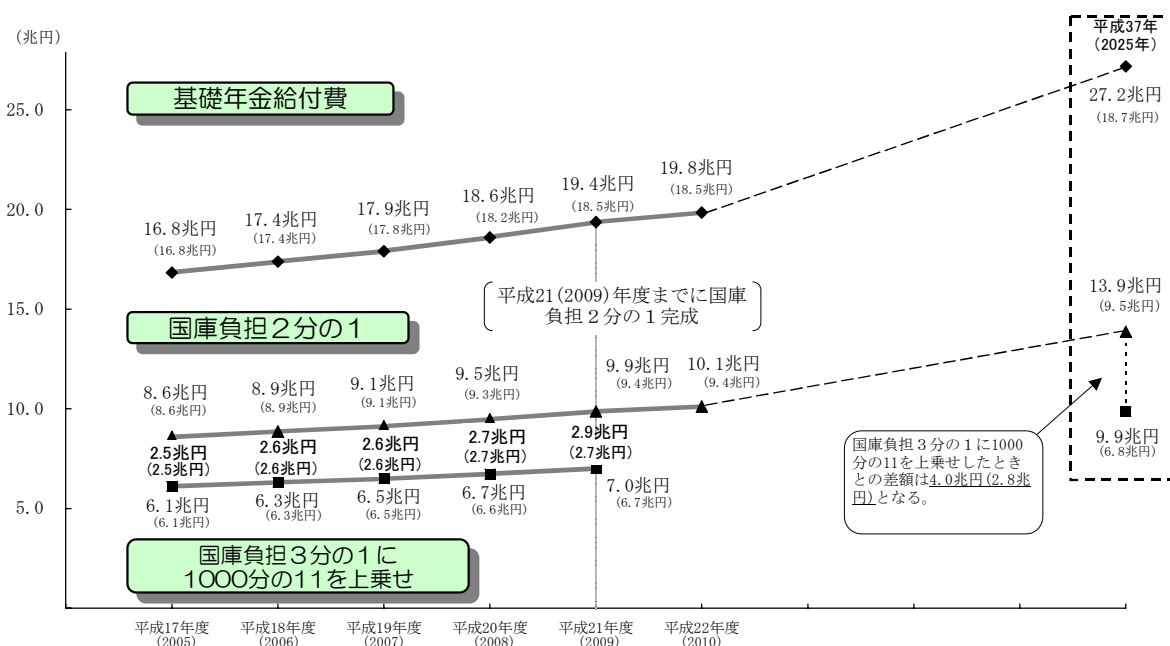 (兆円)
平成37年
(2025年)
25.0
20.0
15.0
10.0
5.0
基礎年金給付費
27.2兆円
(18.7兆円)
16.8兆円
(16.8兆円)
17.4兆円
(17.4兆円)
17.9兆円
(17.8兆円)
18.6兆円
(18.2兆円)
19.4兆円
(18.5兆円)
19.8兆円
(18.5兆円)
平成21(2009)年度までに国庫
負担２分の１完成
国庫負担２分の１
13.9兆円
(9.5兆円)
8.6兆円
(8.6兆円)
8.9兆円
(8.9兆円)
9.1兆円
(9.1兆円)
9.5兆円
(9.3兆円)
9.9兆円
(9.4兆円)
10.1兆円
(9.4兆円)
2.5兆円
(2.5兆円)
2.6兆円
(2.6兆円)
2.6兆円
(2.6兆円)
2.7兆円
(2.7兆円)
2.9兆円
(2.7兆円)
6.1兆円
(6.1兆円)
6.3兆円
(6.3兆円)
6.5兆円
(6.5兆円)
6.7兆円
(6.6兆円)
7.0兆円
(6.7兆円)
9.9兆円
(6.8兆円)
国庫負担３分の１に1000
分の11を上乗せしたとき
との差額は4.0兆円(2.8兆
円)となる。
国庫負担３分の１に
1000分の11を上乗せ
平成17年度
(2005)
平成18年度
(2006)
平成19年度
(2007)
平成20年度
(2008)
平成21年度
(2009)
平成22年度
(2010)